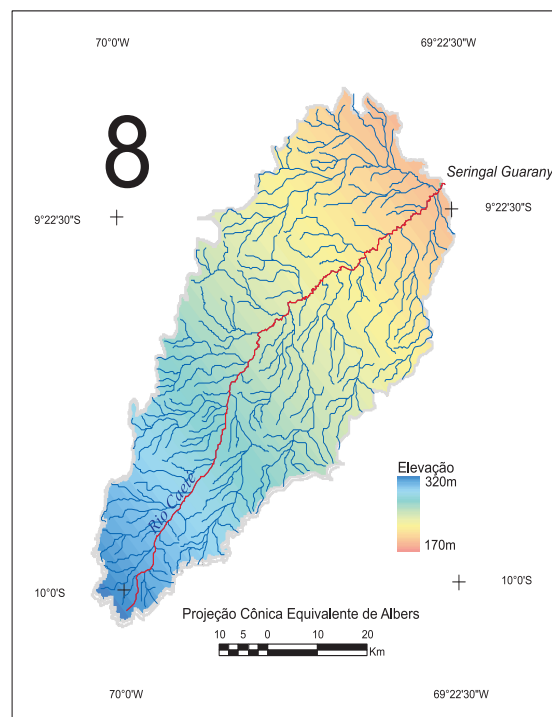 70°0'W 69°22'30"W
8
Seringal Guarany
9°22'30"S 9°22'30"S
Rio Caeté
Elevação
320m
170m
10°0'S 10°0'S
Projeção Cônica Equivalente de Albers
10 5 0 10 20
Km
70°0'W 69°22'30"W